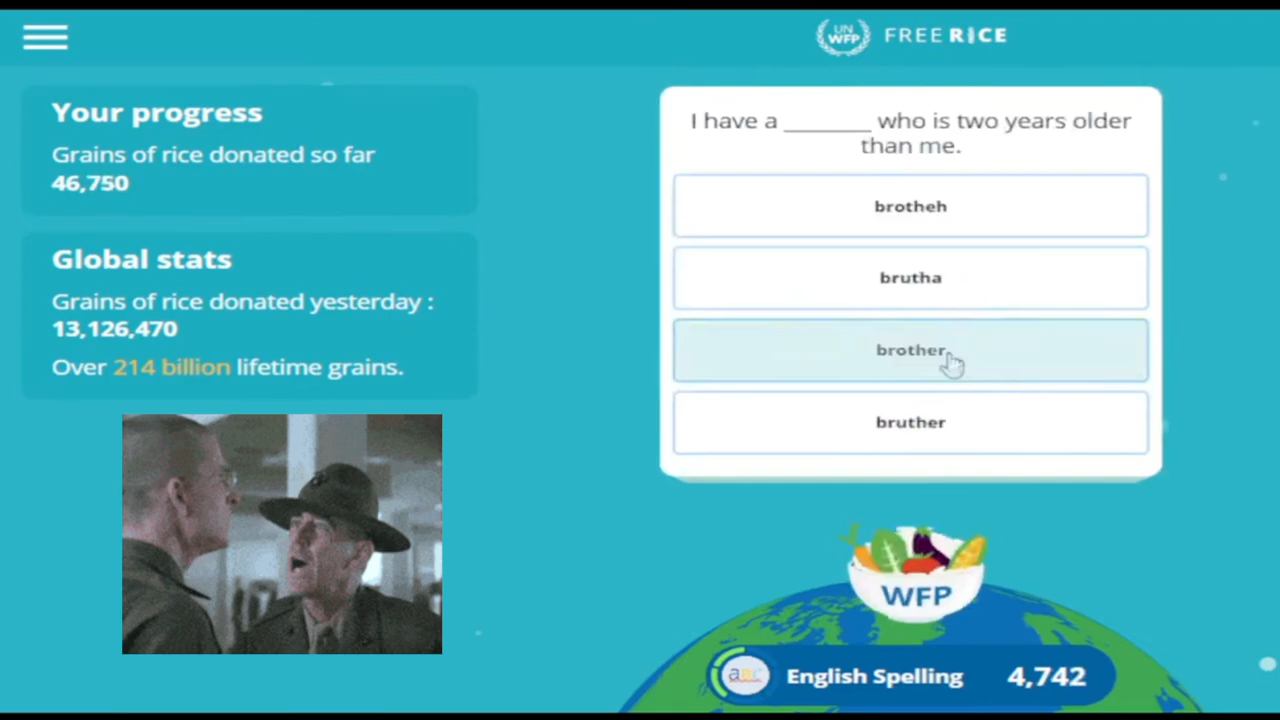 UN
WFP
FREE RICE
Your progress
Grains of rice donated so far
46,750
Global stats
Grains of rice donated yesterday :
13,126,470
Over 214 billion lifetime grains.
I have a ________ who is two years older
than me.
brotheh
brutha
brother
bruther
WFP
abc
English Spelling 4,742